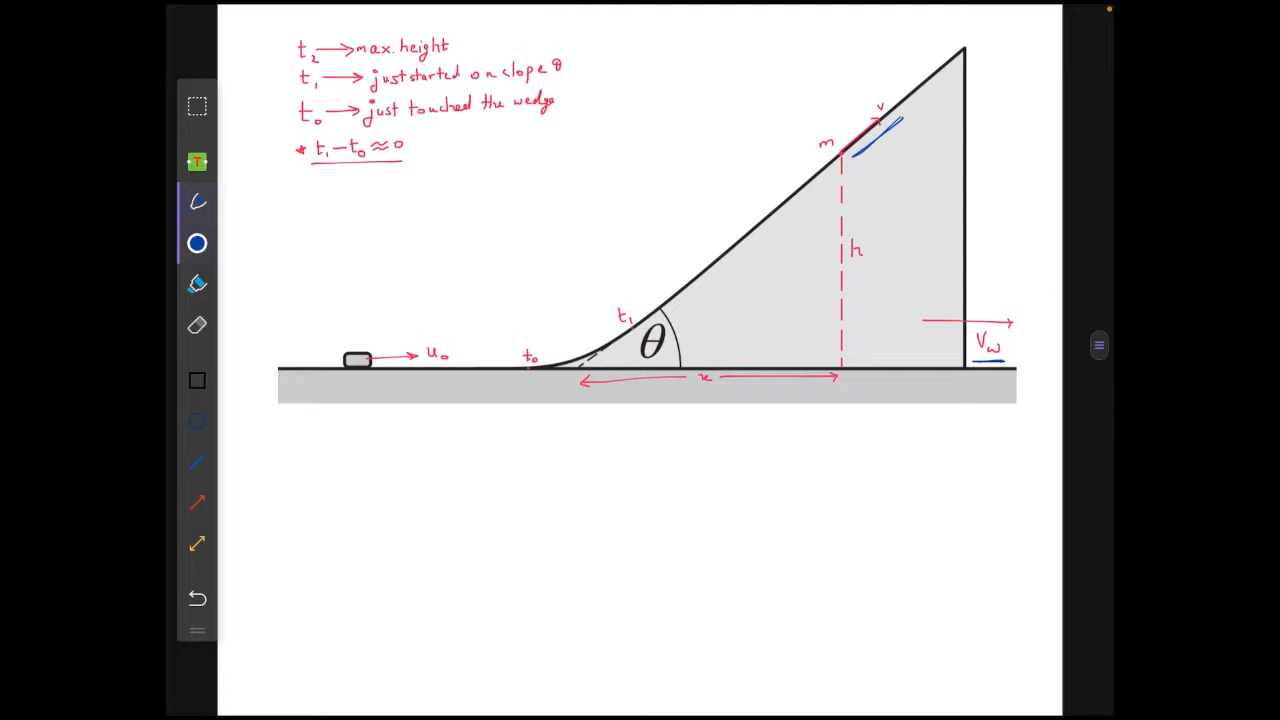 t₂ → max. height
t₁ → just started on slope θ
t₀ → just touched the wedge
* t₁ – t₀ ≈ 0
v
m
h
t₁
θ
V_w
u₀
t₀
x
T